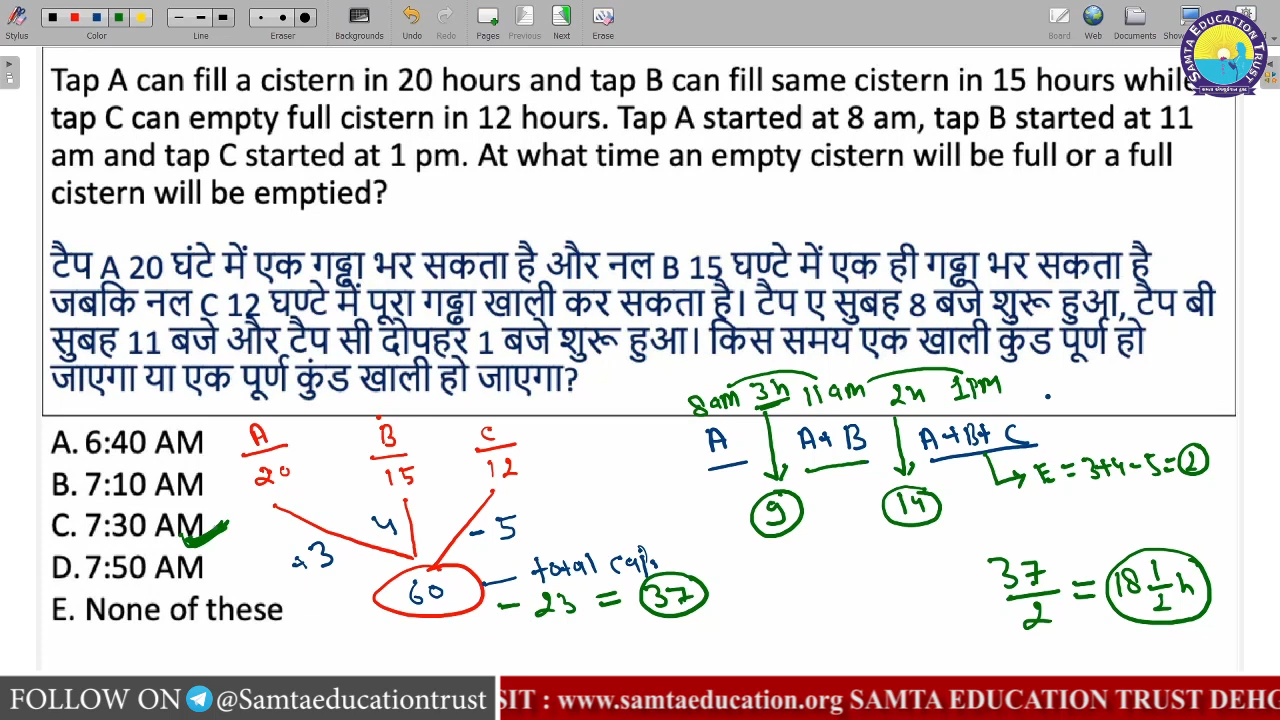 Color
Line
Eraser
Backgrounds
Undo
Redo
Pages
Previous
Next
Erase
Board
Web
Documents
SAMTA EDUCATION TRUST
Tap A can fill a cistern in 20 hours and tap B can fill same cistern in 15 hours while
tap C can empty full cistern in 12 hours. Tap A started at 8 am, tap B started at 11
am and tap C started at 1 pm. At what time an empty cistern will be full or a full
cistern will be emptied?
टैप A 20 घंटे में एक गढ्ढा भर सकता है और नल B 15 घण्टे में एक ही गढ्ढा भर सकता है
जबकि नल C 12 घण्टे में पूरा गढ्ढा खाली कर सकता है। टैप ए सुबह 8 बजे शुरू हुआ, टैप बी
सुबह 11 बजे और टैप सी दोपहर 1 बजे शुरू हुआ। किस समय एक खाली कुंड पूर्ण हो
जाएगा या एक पूर्ण कुंड खाली हो जाएगा?
8am 3h 11am 2h 1pm
A A+B A+B+C
E = 3+4-5 = 2
9 14
A. 6:40 AM
B. 7:10 AM
C. 7:30 AM
D. 7:50 AM
E. None of these
A B C
20 15 12
+3 4 -5
60 - total cap.
- 23 = 37
37/2 = 18 1/2 h
FOLLOW ON @Samtaeducationtrust
SIT : www.samtaeducation.org SAMTA EDUCATION TRUST DEHO